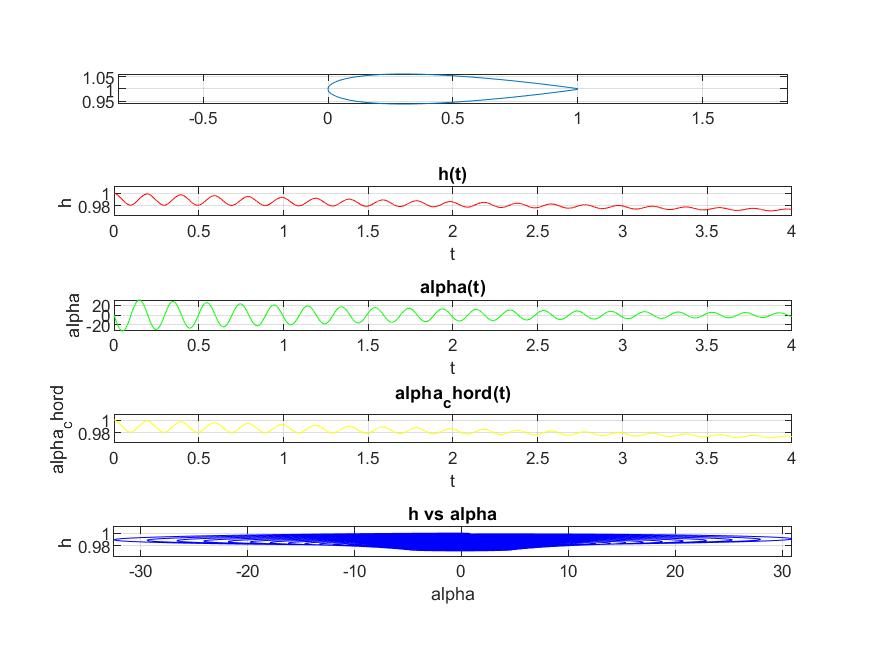 1.05
1
0.95
-0.5 0 0.5 1 1.5
h(t)
h
1
0.98
0 0.5 1 1.5 2 2.5 3 3.5 4
t
alpha(t)
alpha
20
0
-20
0 0.5 1 1.5 2 2.5 3 3.5 4
t
alpha_chord(t)
alpha_chord
1
0.98
0 0.5 1 1.5 2 2.5 3 3.5 4
t
h vs alpha
h
1
0.98
-30 -20 -10 0 10 20 30
alpha